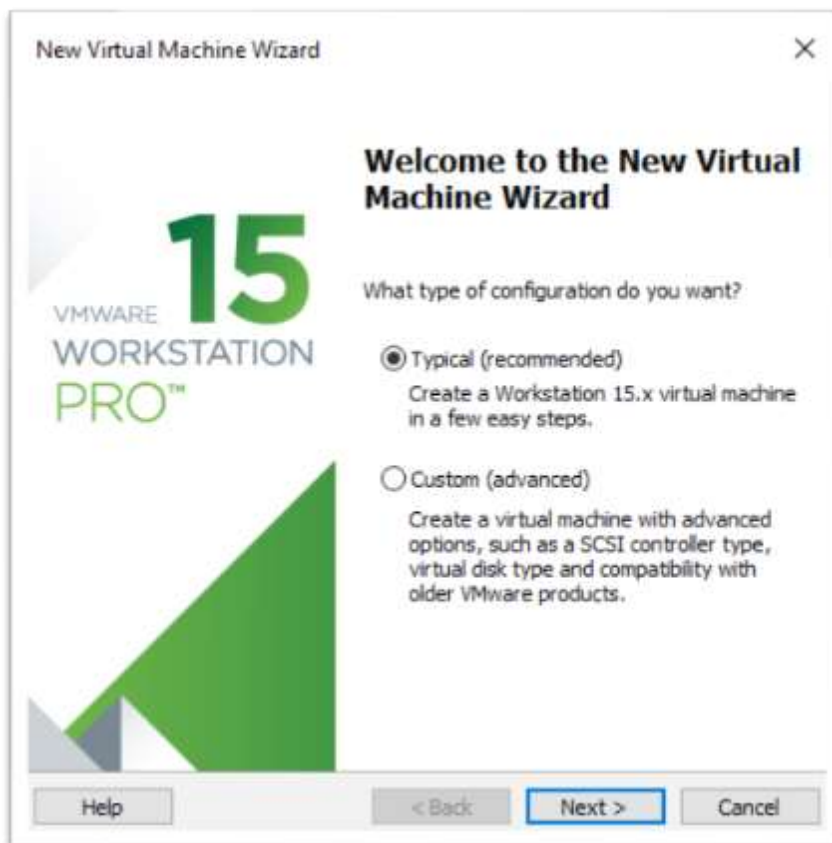 New Virtual Machine Wizard
15
VMWARE
WORKSTATION
PRO™
Welcome to the New Virtual
Machine Wizard
What type of configuration do you want?
Typical (recommended)
Create a Workstation 15.x virtual machine
in a few easy steps.
Custom (advanced)
Create a virtual machine with advanced
options, such as a SCSI controller type,
virtual disk type and compatibility with
older VMware products.
Help
< Back
Next >
Cancel